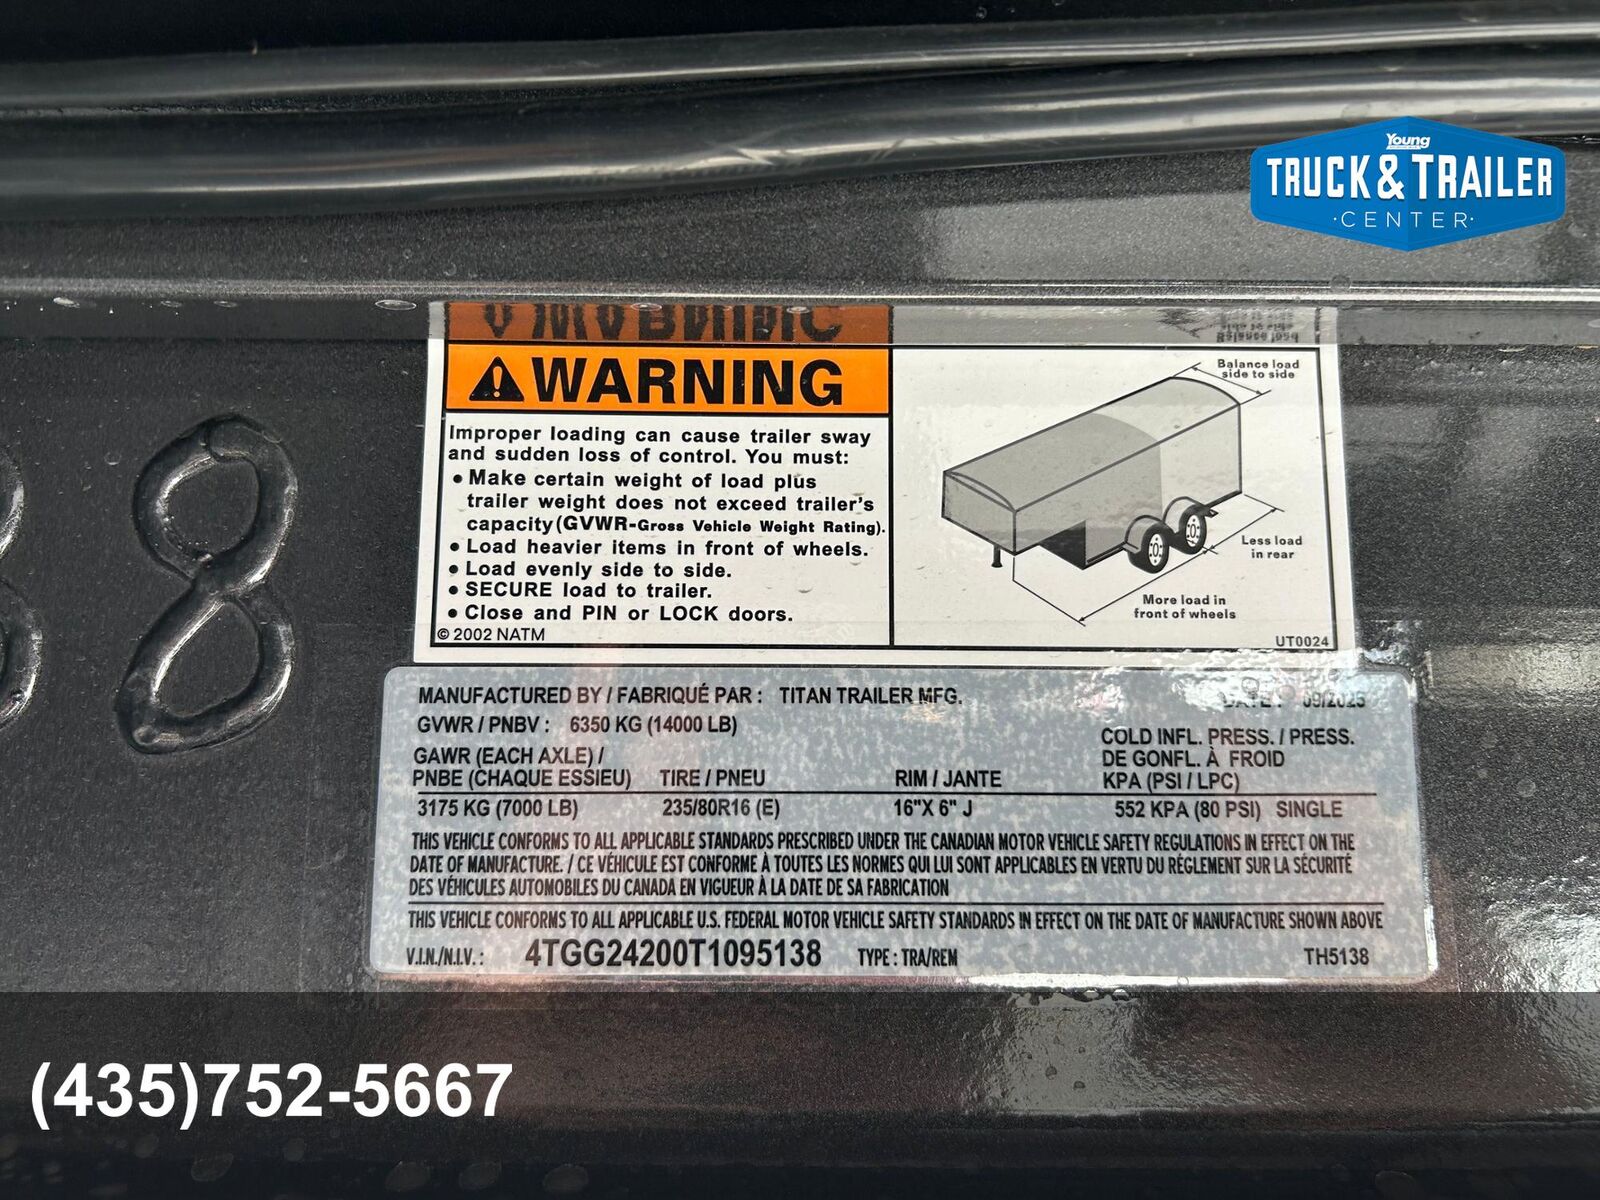 Young
TRUCK & TRAILER
·CENTER·
8
WARNING
Improper loading can cause trailer sway
and sudden loss of control. You must:
• Make certain weight of load plus
trailer weight does not exceed trailer's
capacity (GVWR-Gross Vehicle Weight Rating).
• Load heavier items in front of wheels.
• Load evenly side to side.
• SECURE load to trailer.
• Close and PIN or LOCK doors.
© 2002 NATM
Balance load
side to side
Less load
in rear
More load in
front of wheels
UT0024
MANUFACTURED BY / FABRIQUÉ PAR : TITAN TRAILER MFG. DATE : 09/2025
GVWR / PNBV : 6350 KG (14000 LB)
GAWR (EACH AXLE) /
PNBE (CHAQUE ESSIEU) TIRE / PNEU RIM / JANTE
COLD INFL. PRESS. / PRESS.
DE GONFL. À FROID
KPA (PSI / LPC)
3175 KG (7000 LB) 235/80R16 (E) 16"X 6" J 552 KPA (80 PSI) SINGLE
THIS VEHICLE CONFORMS TO ALL APPLICABLE STANDARDS PRESCRIBED UNDER THE CANADIAN MOTOR VEHICLE SAFETY REGULATIONS IN EFFECT ON THE
DATE OF MANUFACTURE. / CE VÉHICULE EST CONFORME À TOUTES LES NORMES QUI LUI SONT APPLICABLES EN VERTU DU RÈGLEMENT SUR LA SÉCURITÉ
DES VÉHICULES AUTOMOBILES DU CANADA EN VIGUEUR À LA DATE DE SA FABRICATION
THIS VEHICLE CONFORMS TO ALL APPLICABLE U.S. FEDERAL MOTOR VEHICLE SAFETY STANDARDS IN EFFECT ON THE DATE OF MANUFACTURE SHOWN ABOVE
V.I.N./N.I.V. : 4TGG24200T1095138 TYPE : TRA/REM TH5138
(435)752-5667